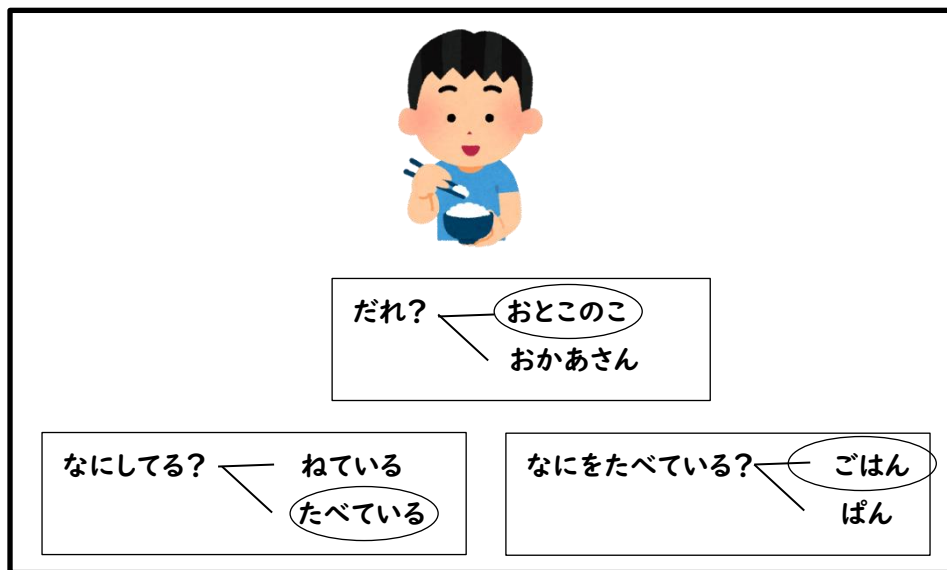 だれ？ おとこのこ
おかあさん
なにしてる？ ねている
たべている
なにをたべている？ ごはん
ぱん